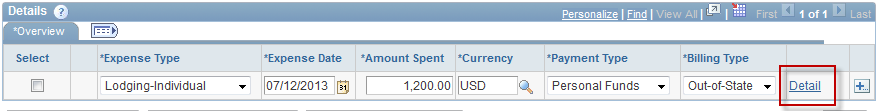 Details
Personalize | Find | View All | First 1 of 1 Last
*Overview
Select *Expense Type *Expense Date *Amount Spent *Currency *Payment Type *Billing Type
Lodging-Individual 07/12/2013 31 1,200.00 USD Personal Funds Out-of-State Detail